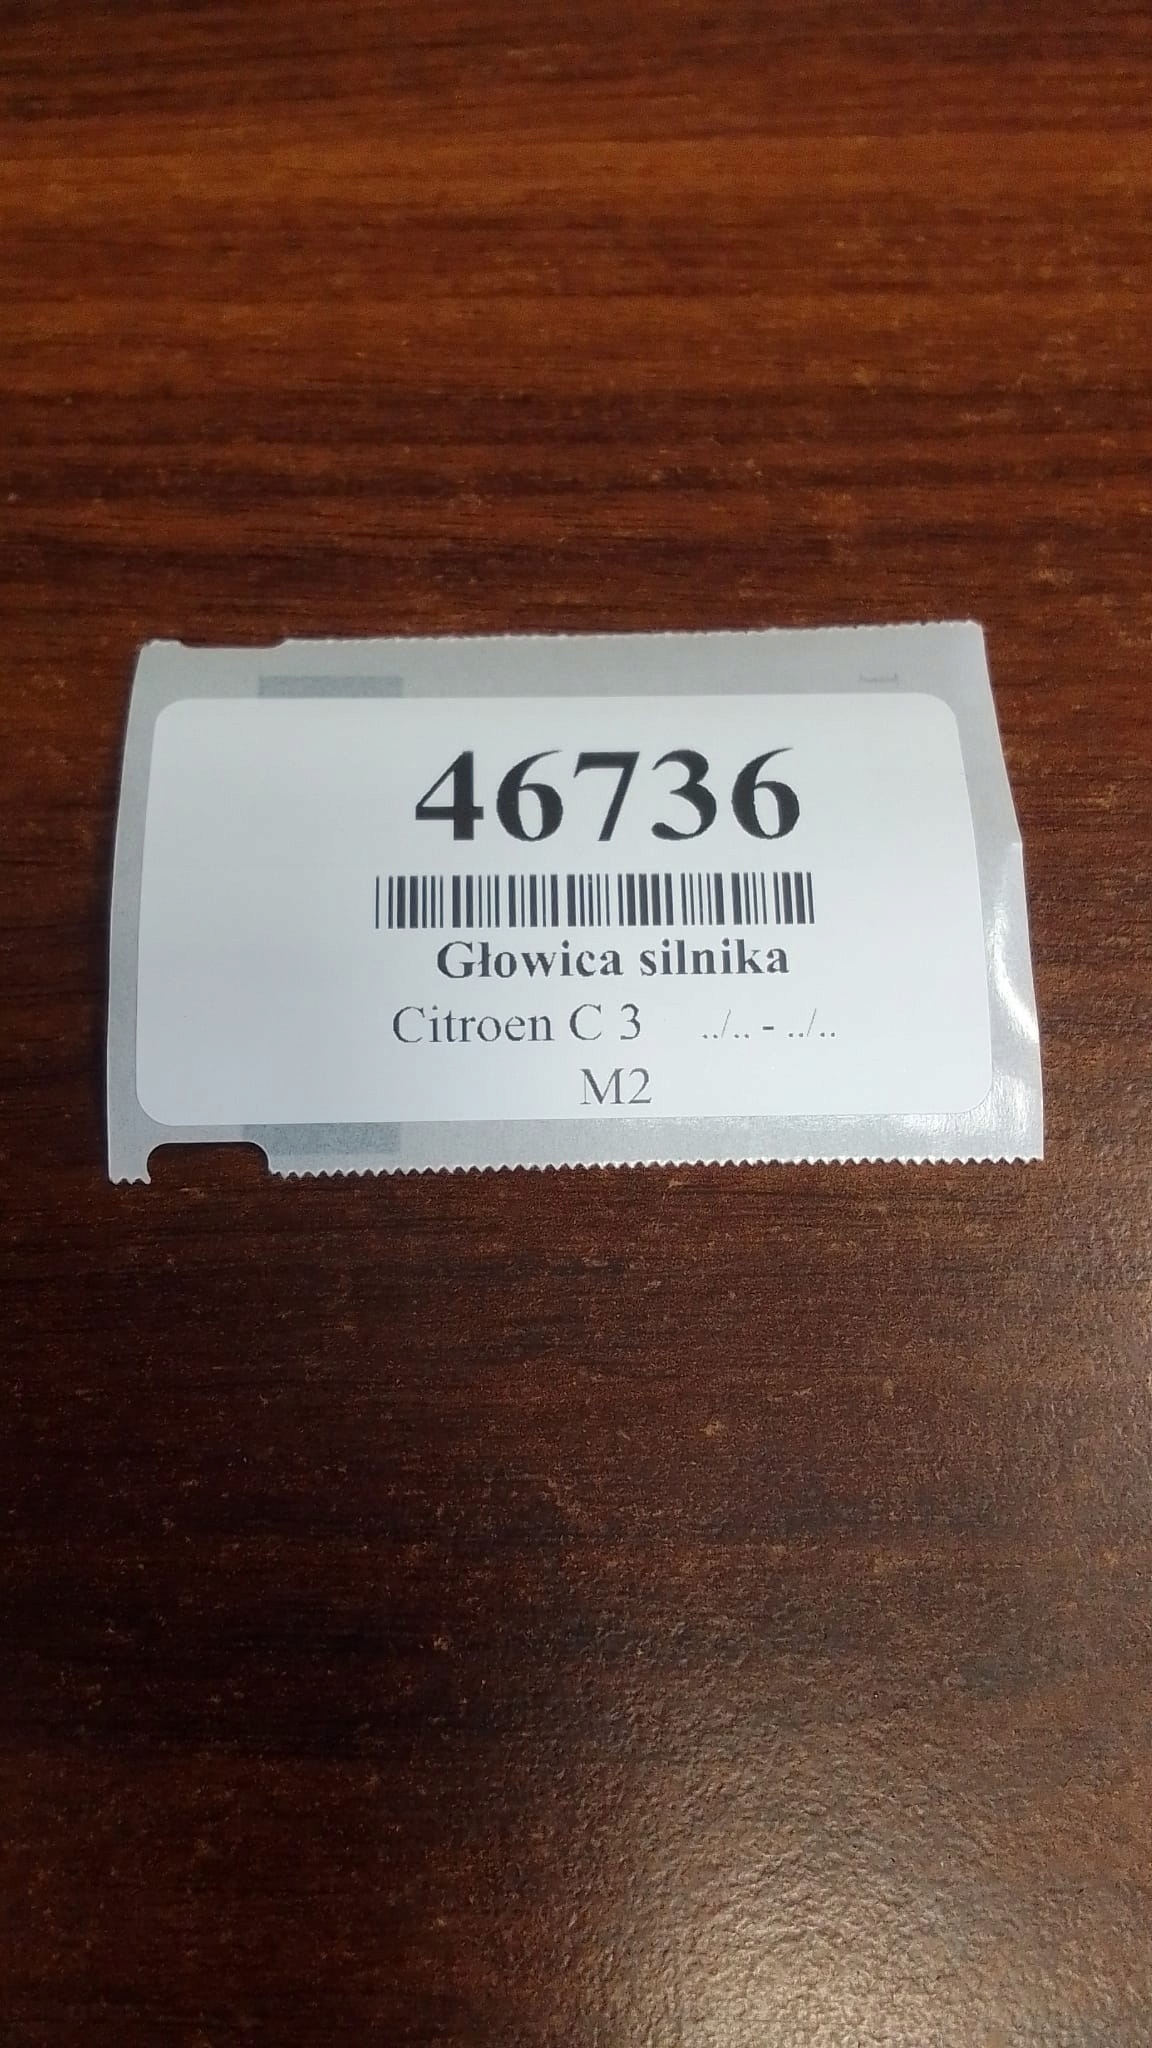 46736
Głowica silnika
Citroen C 3 ../.. - ../..
M2